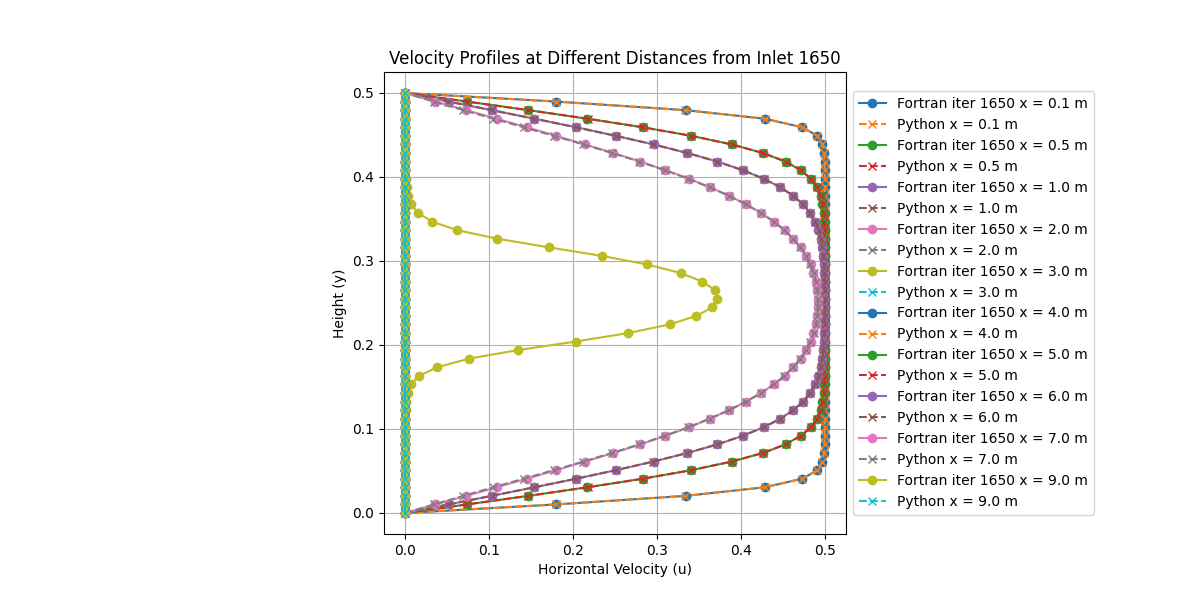 Velocity Profiles at Different Distances from Inlet 1650
0.5
0.4
0.3
0.2
0.1
0.0
Height (y)
0.0 0.1 0.2 0.3 0.4 0.5
Horizontal Velocity (u)
Fortran iter 1650 x = 0.1 m
Python x = 0.1 m
Fortran iter 1650 x = 0.5 m
Python x = 0.5 m
Fortran iter 1650 x = 1.0 m
Python x = 1.0 m
Fortran iter 1650 x = 2.0 m
Python x = 2.0 m
Fortran iter 1650 x = 3.0 m
Python x = 3.0 m
Fortran iter 1650 x = 4.0 m
Python x = 4.0 m
Fortran iter 1650 x = 5.0 m
Python x = 5.0 m
Fortran iter 1650 x = 6.0 m
Python x = 6.0 m
Fortran iter 1650 x = 7.0 m
Python x = 7.0 m
Fortran iter 1650 x = 9.0 m
Python x = 9.0 m